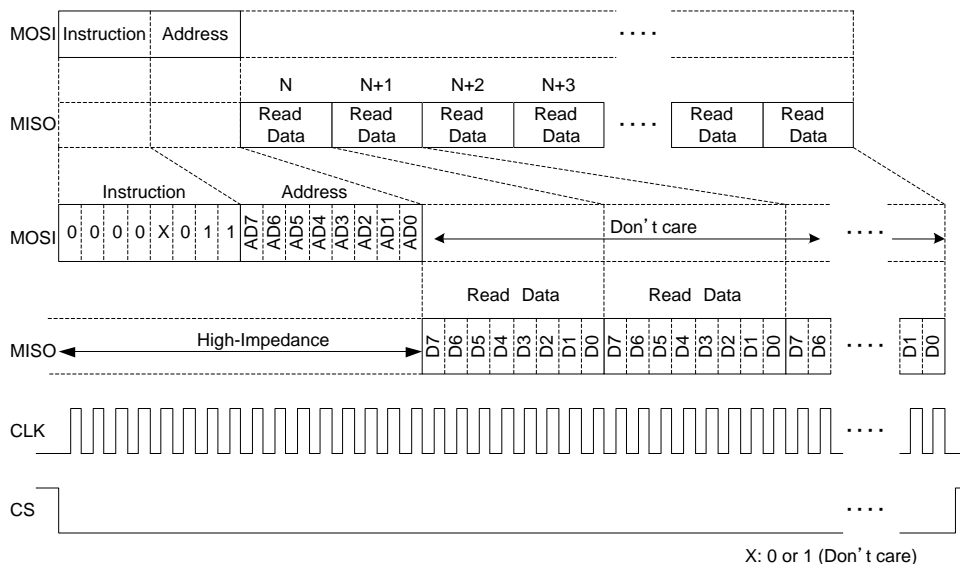 MOSI Instruction Address ····
N N+1 N+2 N+3
MISO Read Data Read Data Read Data Read Data ···· Read Data Read Data
Instruction Address
MOSI 0 0 0 0 X 0 1 1 AD7 AD6 AD5 AD4 AD3 AD2 AD1 AD0 Don't care ····
Read Data Read Data
MISO High-Impedance D7 D6 D5 D4 D3 D2 D1 D0 D7 D6 D5 D4 D3 D2 D1 D0 D7 D6 ···· D1 D0
CLK ····
CS ····
X: 0 or 1 (Don't care)